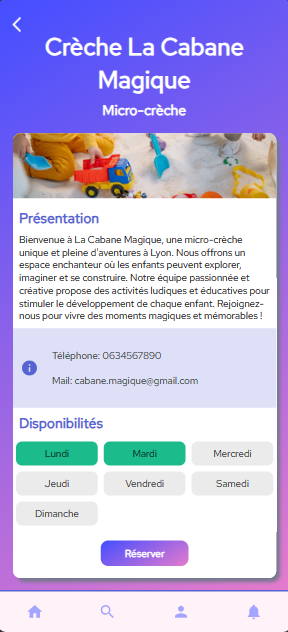 Crèche La Cabane
Magique
Micro-crèche
Présentation
Bienvenue à La Cabane Magique, une micro-crèche
unique et pleine d'aventures à Lyon. Nous offrons un
espace enchanteur où les enfants peuvent explorer,
imaginer et se construire. Notre équipe passionnée et
créative propose des activités ludiques et éducatives pour
stimuler le développement de chaque enfant. Rejoignez-
nous pour vivre des moments magiques et mémorables !
Téléphone: 0634567890
Mail: cabane.magique@gmail.com
Disponibilités
Lundi
Mardi
Mercredi
Jeudi
Vendredi
Samedi
Dimanche
Réserver